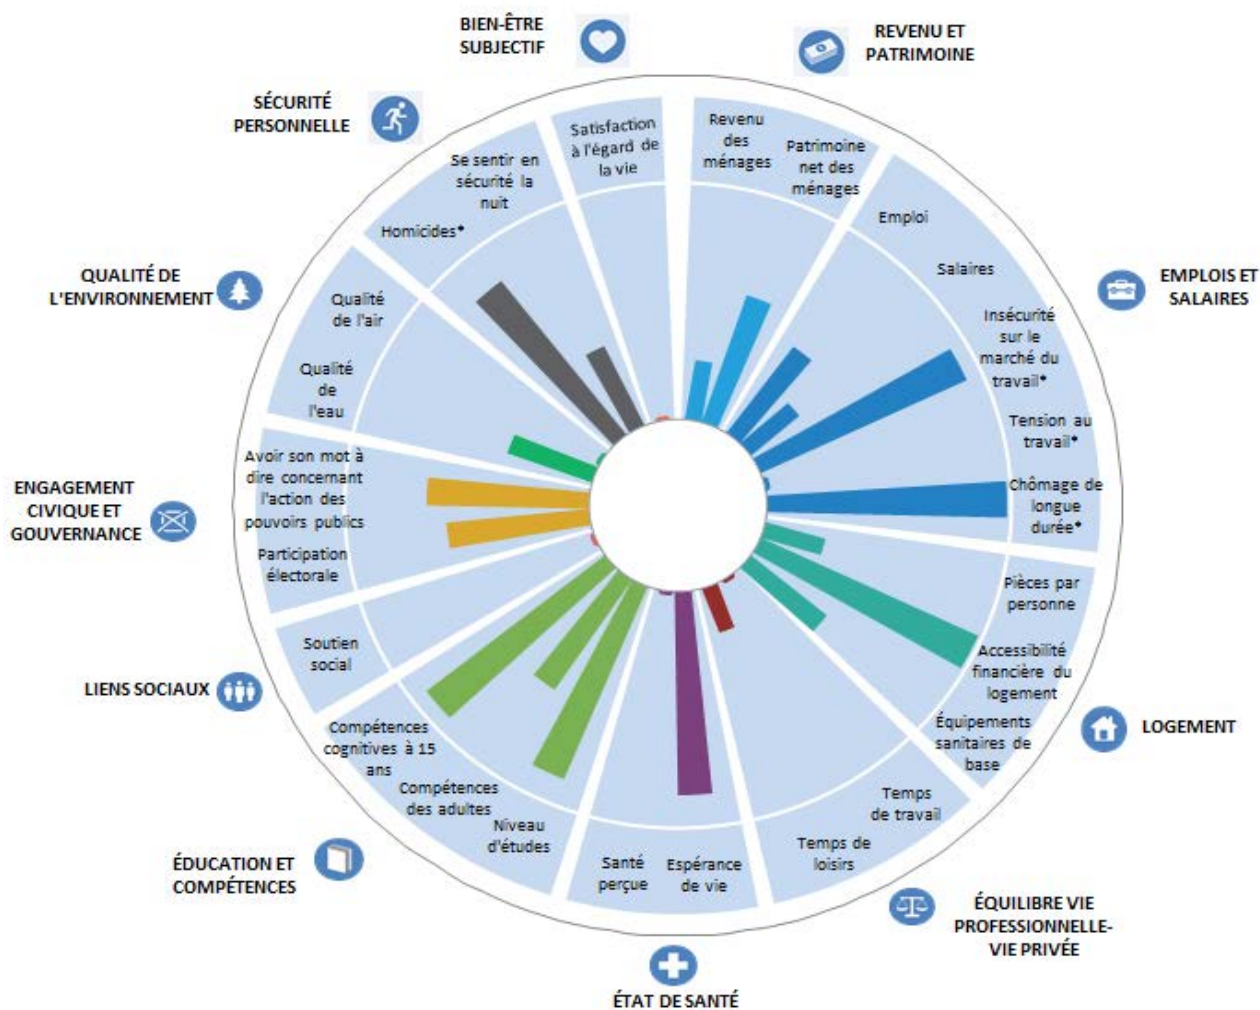 BIEN-ÊTRE
SUBJECTIF
REVENU ET
PATRIMOINE
SÉCURITÉ
PERSONNELLE
Satisfaction
à l'égard de
la vie
Revenu
des
ménages
Patrimoine
net des
ménages
Se sentir en
sécurité la
nuit
Homicides*
Emploi
Salaires
QUALITÉ DE
L'ENVIRONNEMENT
EMPLOIS ET
SALAIRES
Qualité
de l'air
Qualité
de
l'eau
Insécurité
sur le
marché du
travail*
Tension au
travail*
Chômage de
longue
durée*
Avoir son mot à
dire concernant
l'action des
pouvoirs publics
Participation
électorale
ENGAGEMENT
CIVIQUE ET
GOUVERNANCE
Pièces par
personne
Accessibilité
financière du
logement
Équipements
sanitaires de
base
LOGEMENT
Soutien
social
LIENS SOCIAUX
Compétences
cognitives à 15
ans
Compétences
des adultes
Niveau
d'études
ÉDUCATION ET
COMPÉTENCES
Santé
perçue
Espérance
de vie
Temps de
loisirs
Temps
de travail
ÉQUILIBRE VIE
PROFESSIONNELLE-
VIE PRIVÉE
ÉTAT DE SANTÉ